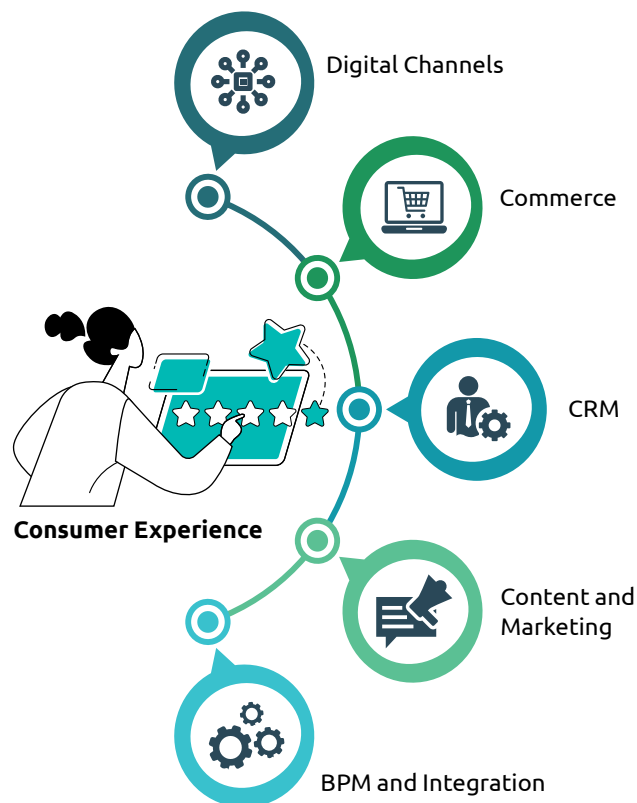 Digital Channels
Commerce
CRM
Consumer Experience
Content and
Marketing
BPM and Integration